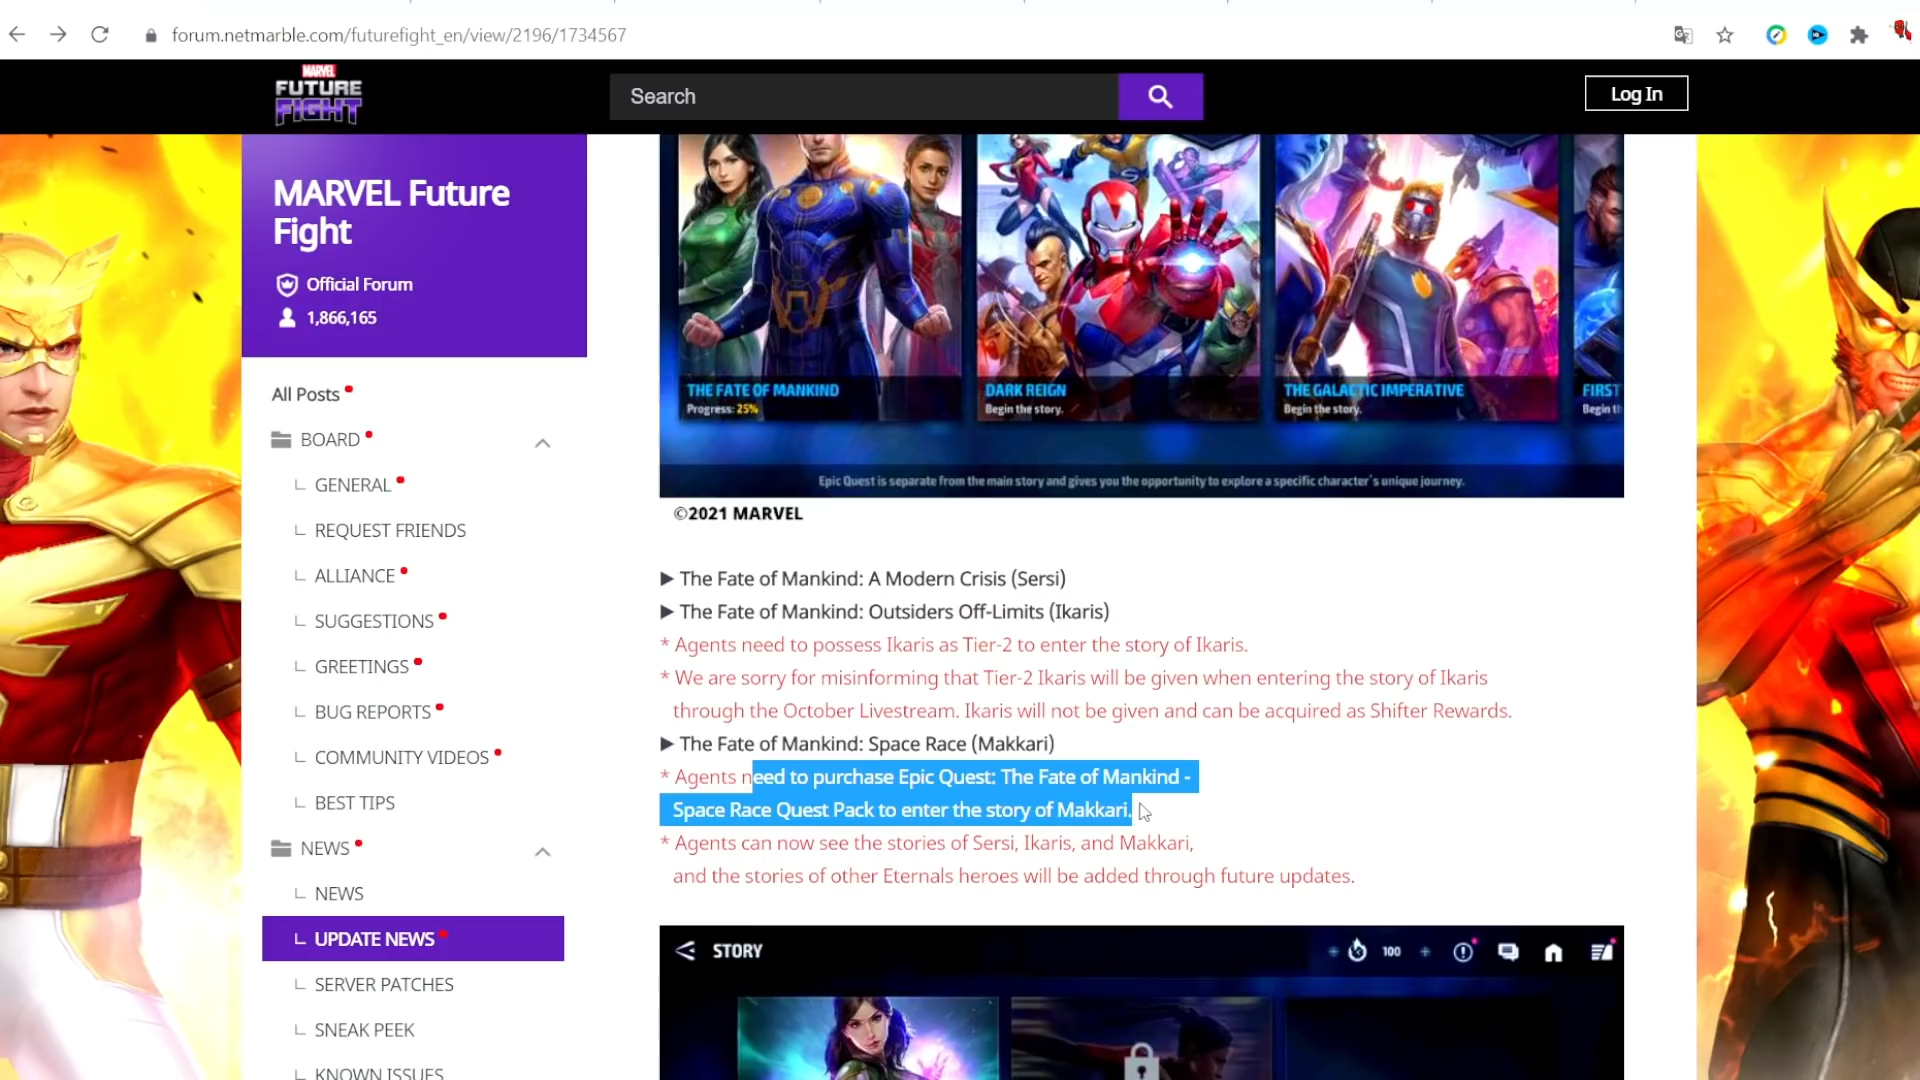 forum.netmarble.com/futurefight_en/view/2196/1734567
MARVEL
FUTURE
FIGHT
Search
Log In
MARVEL Future
Fight
Official Forum
1,866,165
All Posts
BOARD
GENERAL
REQUEST FRIENDS
ALLIANCE
SUGGESTIONS
GREETINGS
BUG REPORTS
COMMUNITY VIDEOS
BEST TIPS
NEWS
NEWS
UPDATE NEWS
SERVER PATCHES
SNEAK PEEK
KNOWN ISSUES
THE FATE OF MANKIND
Progress: 25%
DARK REIGN
Begin the story.
THE GALACTIC IMPERATIVE
Begin the story.
FIRST
Begin t
Epic Quest is separate from the main story and gives you the opportunity to explore a specific character's unique journey.
©2021 MARVEL
▶ The Fate of Mankind: A Modern Crisis (Sersi)
▶ The Fate of Mankind: Outsiders Off-Limits (Ikaris)
* Agents need to possess Ikaris as Tier-2 to enter the story of Ikaris.
* We are sorry for misinforming that Tier-2 Ikaris will be given when entering the story of Ikaris
through the October Livestream. Ikaris will not be given and can be acquired as Shifter Rewards.
▶ The Fate of Mankind: Space Race (Makkari)
* Agents need to purchase Epic Quest: The Fate of Mankind -
Space Race Quest Pack to enter the story of Makkari.
* Agents can now see the stories of Sersi, Ikaris, and Makkari,
and the stories of other Eternals heroes will be added through future updates.
STORY
100